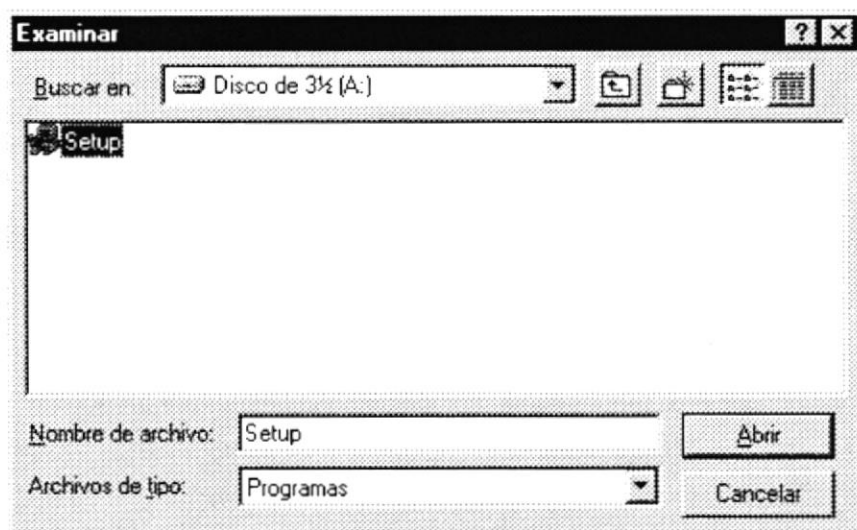 Examinar
Buscar en: Disco de 3½ (A:)
Setup
Nombre de archivo: Setup Abrir
Archivos de tipo: Programas Cancelar